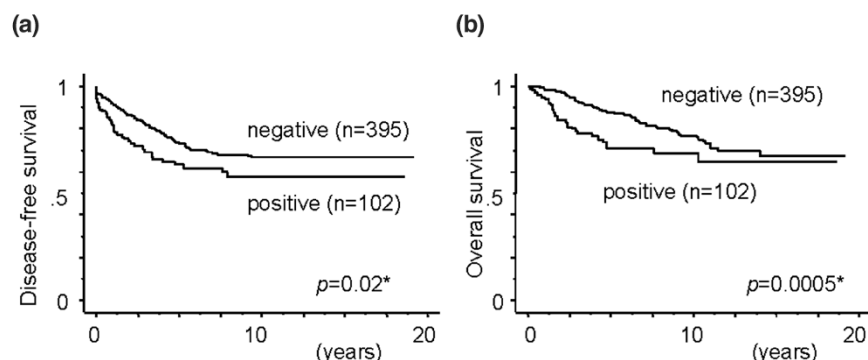 (a)
Disease-free survival
1
.5
0
negative (n=395)
positive (n=102)
p=0.02*
0
10
20
(years)
(b)
Overall survival
1
.5
0
negative (n=395)
positive (n=102)
p=0.0005*
0
10
20
(years)